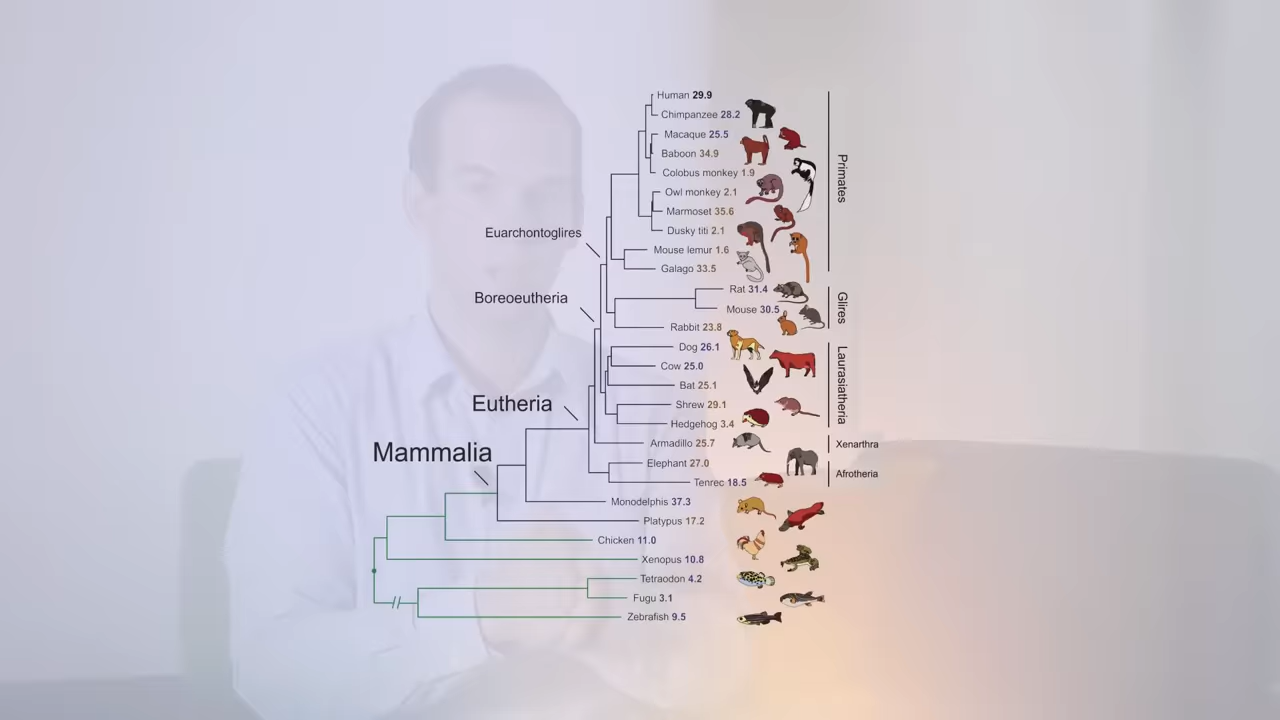 Human 29.9
Chimpanzee 28.2
Macaque 25.5
Baboon 34.9
Colobus monkey 1.9
Owl monkey 2.1
Marmoset 35.6
Dusky titi 2.1
Mouse lemur 1.6
Galago 33.5
Primates
Euarchontoglires
Rat 31.4
Mouse 30.5
Rabbit 23.8
Glires
Boreoeutheria
Dog 26.1
Cow 25.0
Bat 25.1
Shrew 29.1
Hedgehog 3.4
Laurasiatheria
Eutheria
Armadillo 25.7
Xenarthra
Elephant 27.0
Tenrec 18.5
Afrotheria
Mammalia
Monodelphis 37.3
Platypus 17.2
Chicken 11.0
Xenopus 10.8
Tetraodon 4.2
Fugu 3.1
Zebrafish 9.5